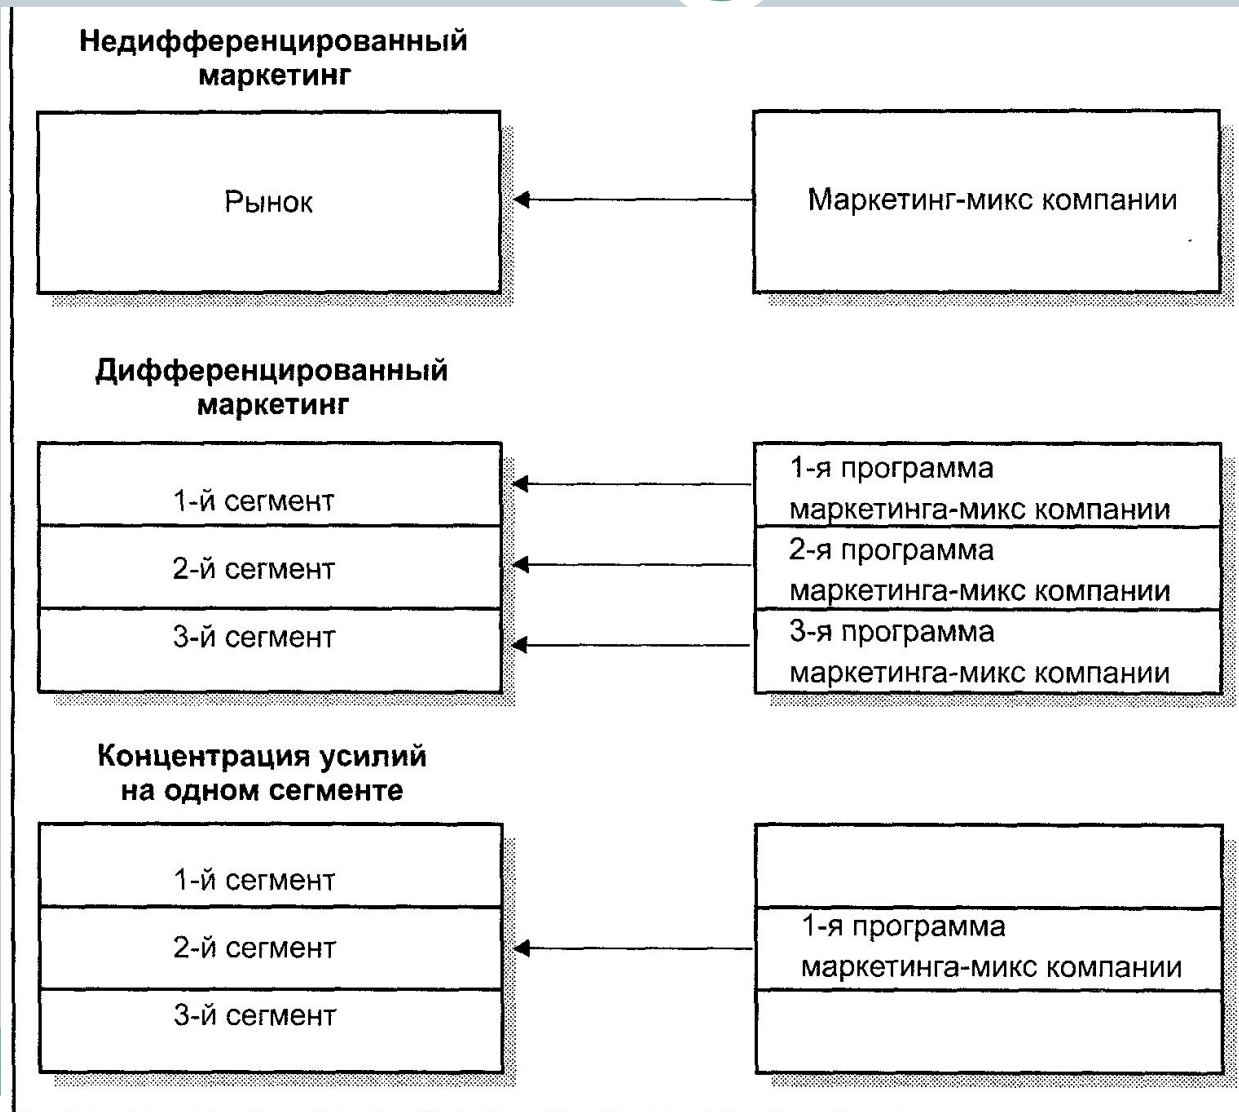 Недифференцированный
маркетинг
Рынок
Маркетинг-микс компании
Дифференцированный
маркетинг
1-й сегмент
2-й сегмент
3-й сегмент
1-я программа
маркетинга-микс компании
2-я программа
маркетинга-микс компании
3-я программа
маркетинга-микс компании
Концентрация усилий
на одном сегменте
1-й сегмент
2-й сегмент
3-й сегмент
1-я программа
маркетинга-микс компании